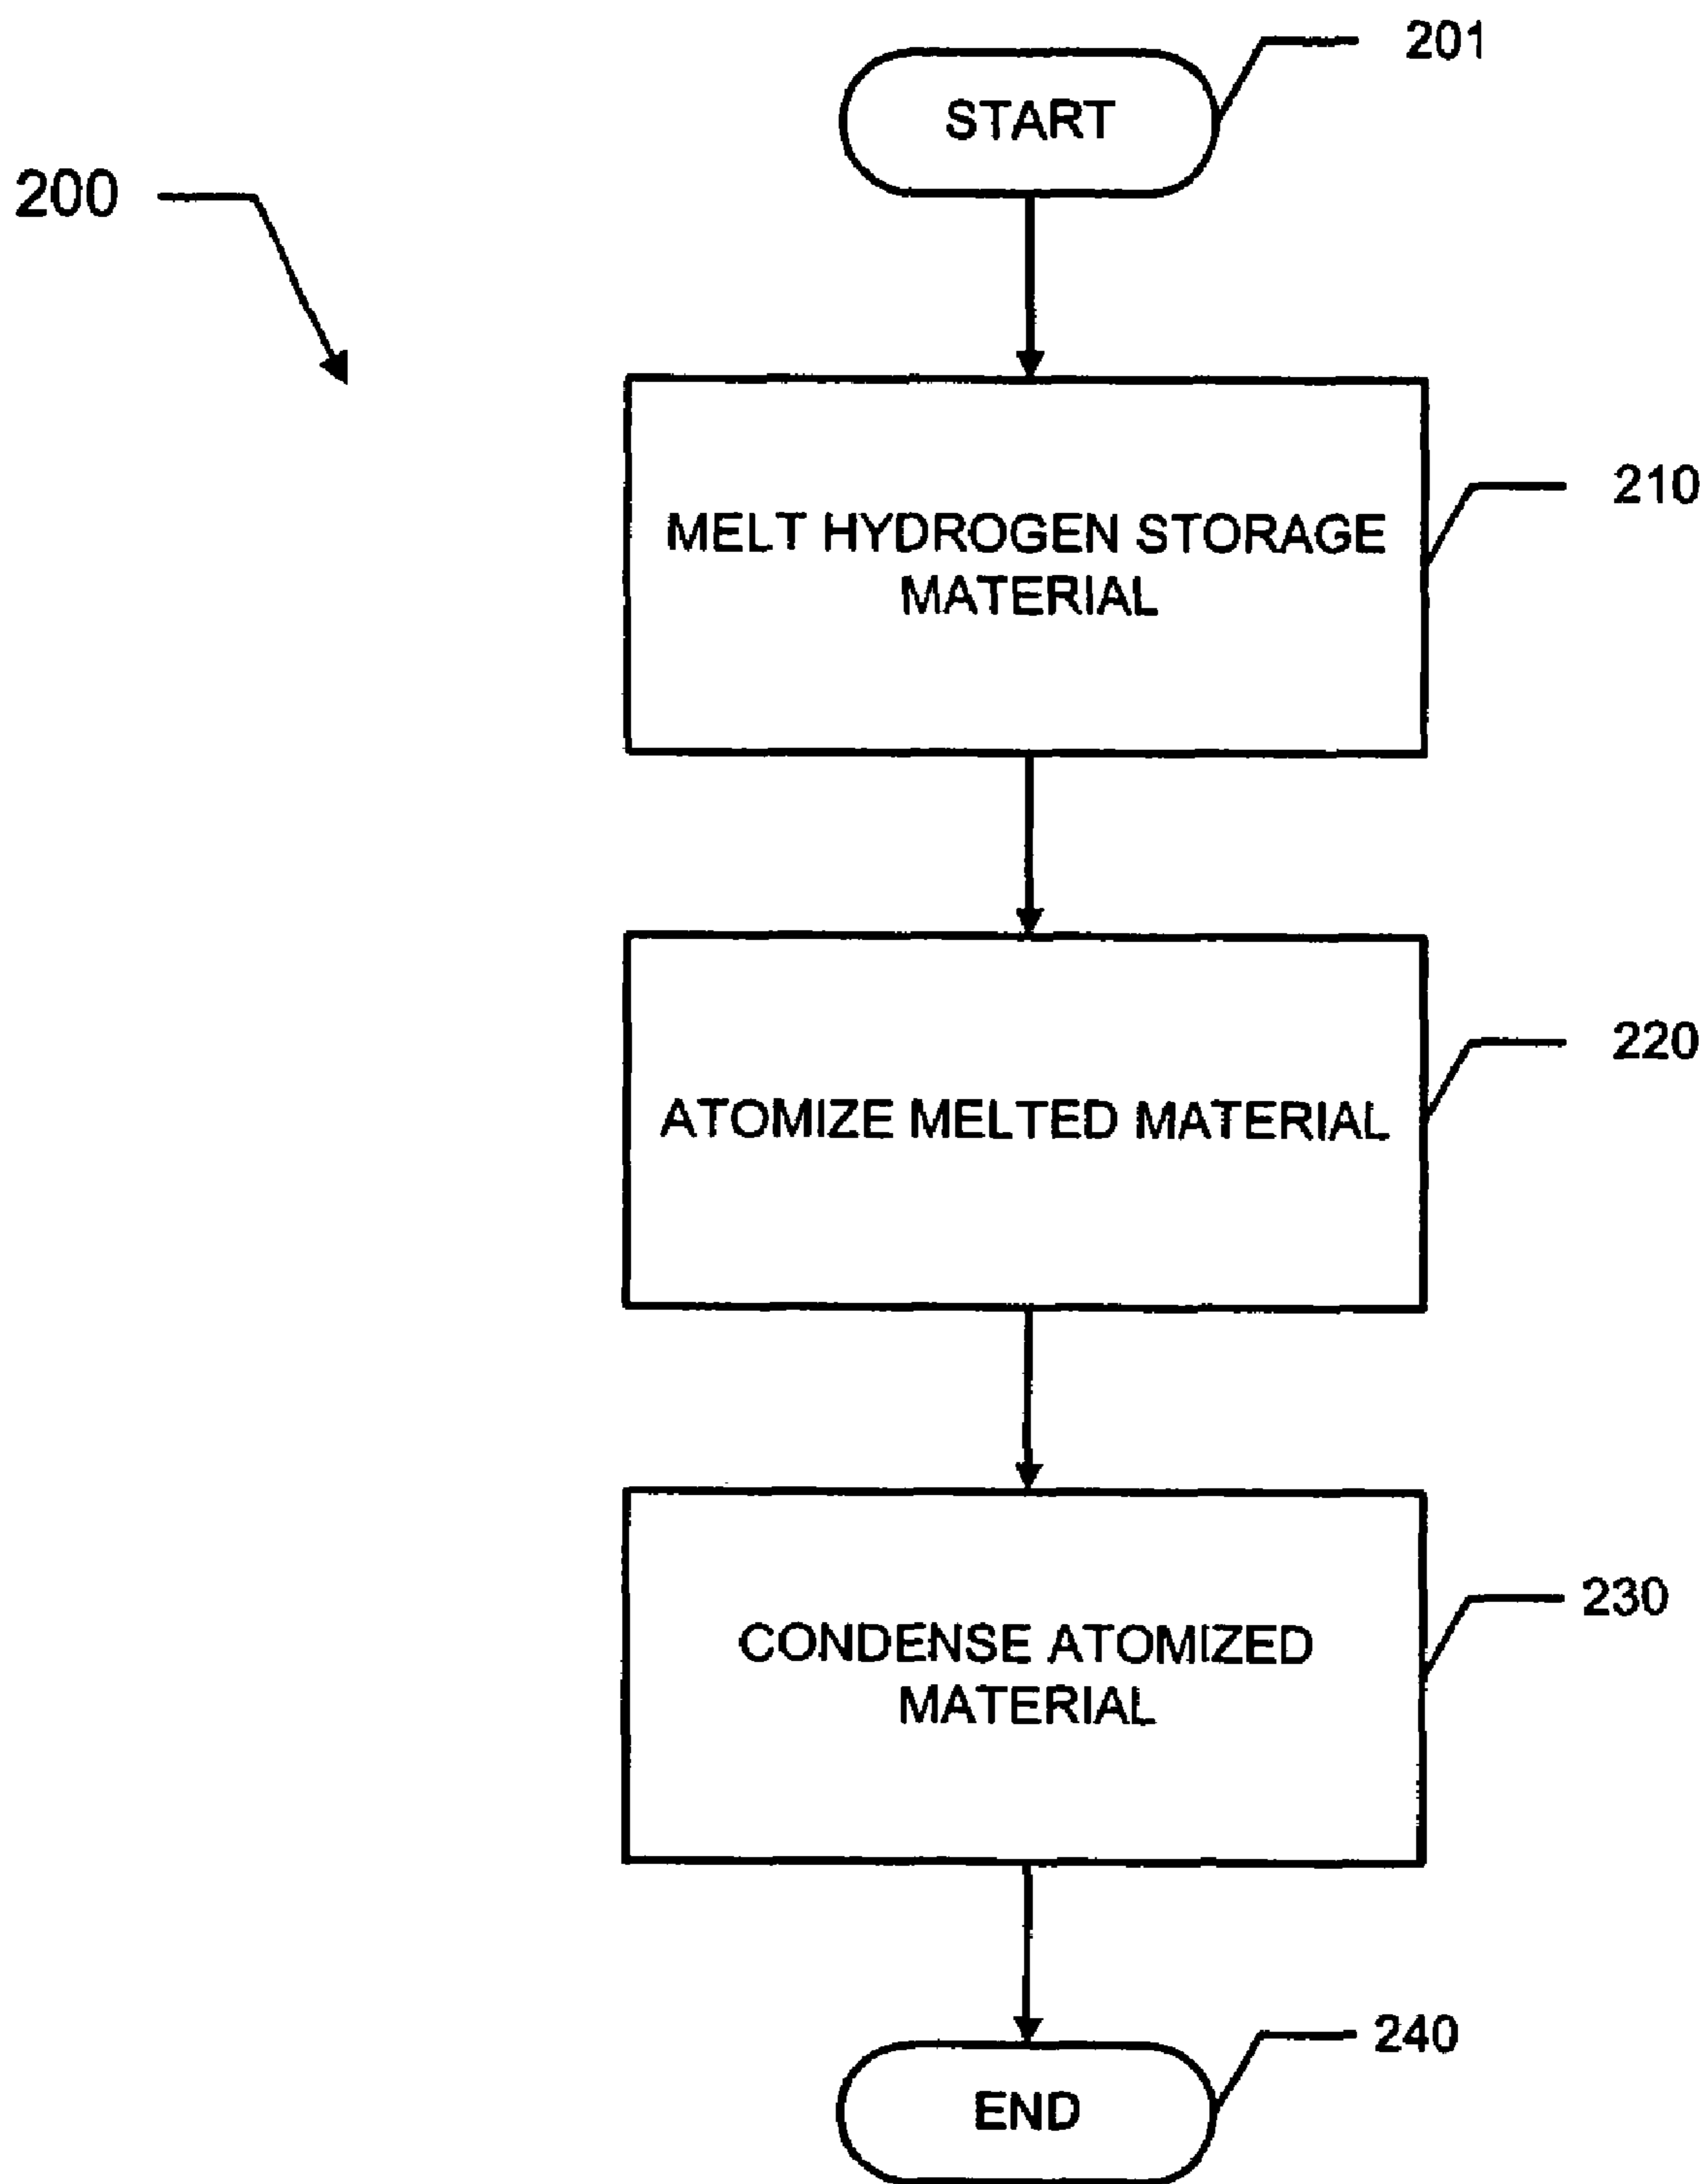 201
START
200
MELT HYDROGEN STORAGE
MATERIAL
210
ATOMIZE MELTED MATERIAL
220
CONDENSE ATOMIZED
MATERIAL
230
END
240